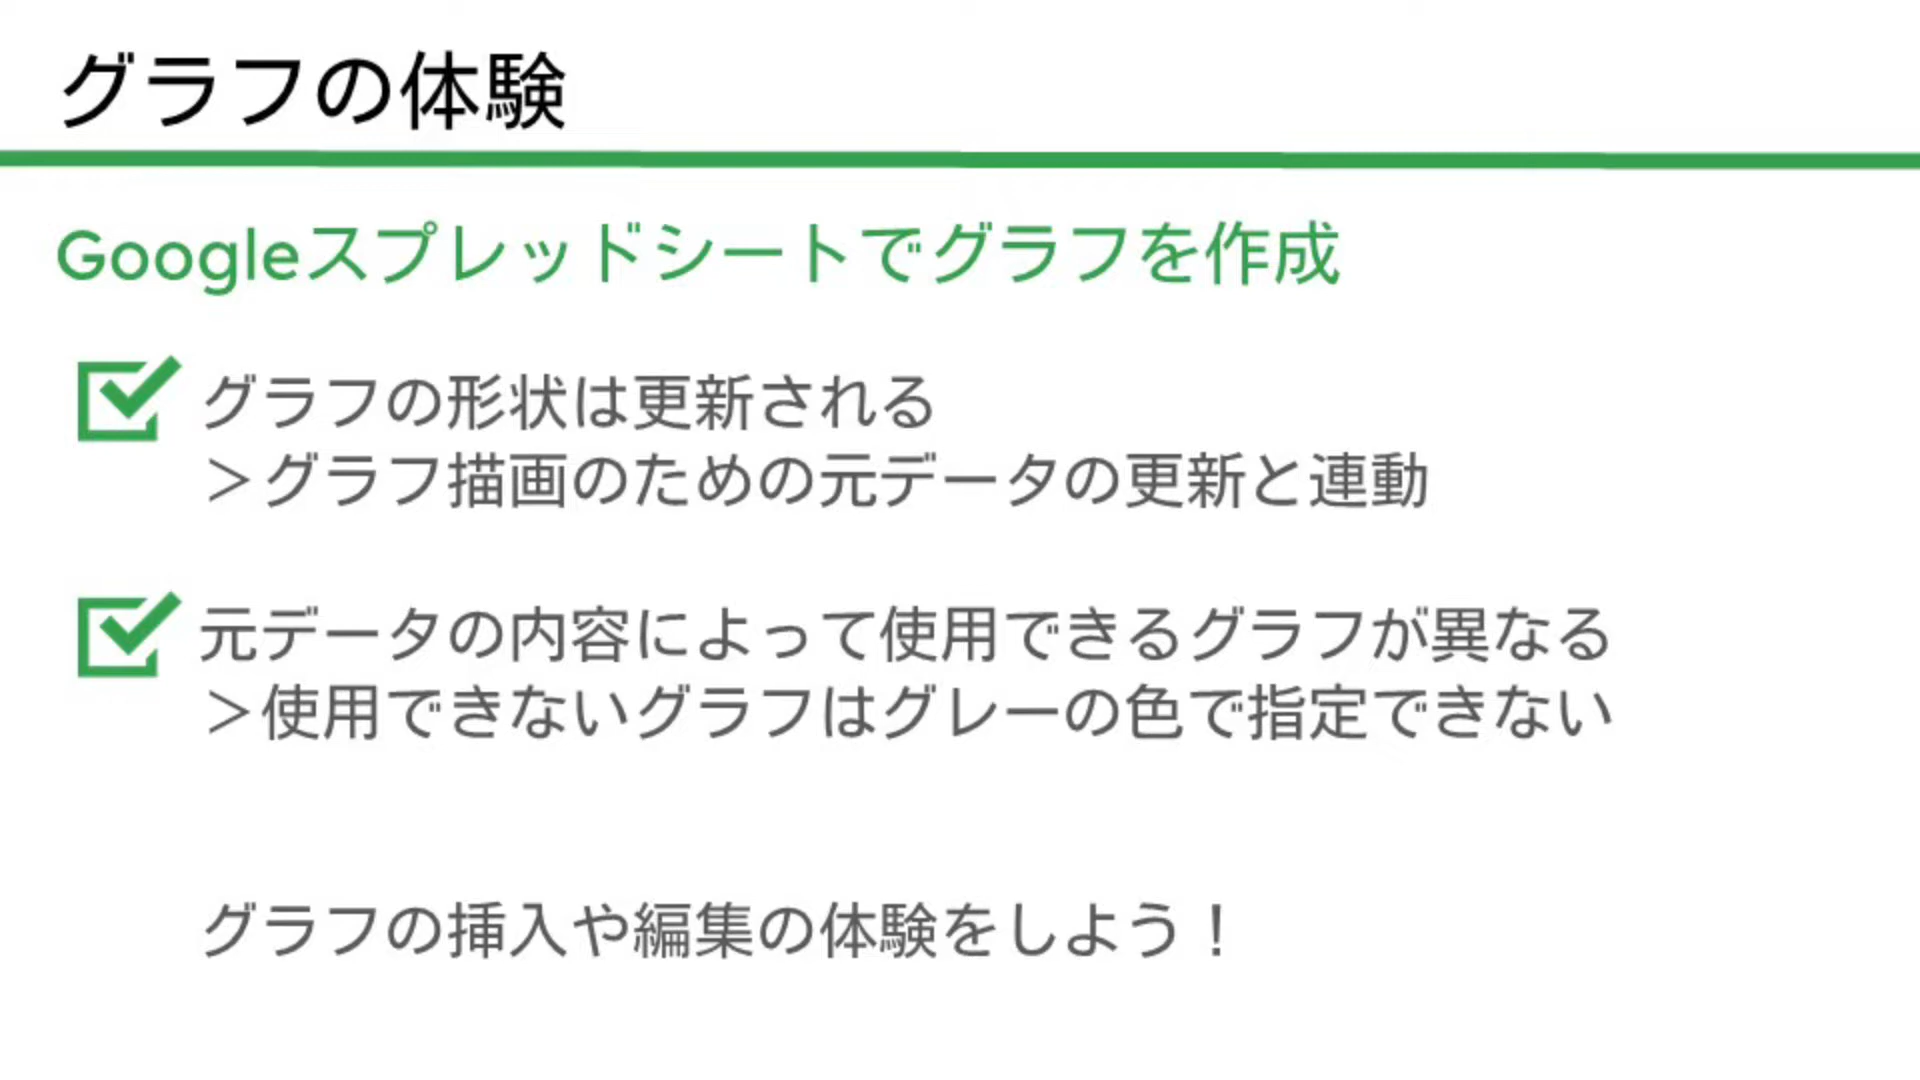 グラフの体験
Googleスプレッドシートでグラフを作成
グラフの形状は更新される
＞グラフ描画のための元データの更新と連動
元データの内容によって使用できるグラフが異なる
＞使用できないグラフはグレーの色で指定できない
グラフの挿入や編集の体験をしよう！